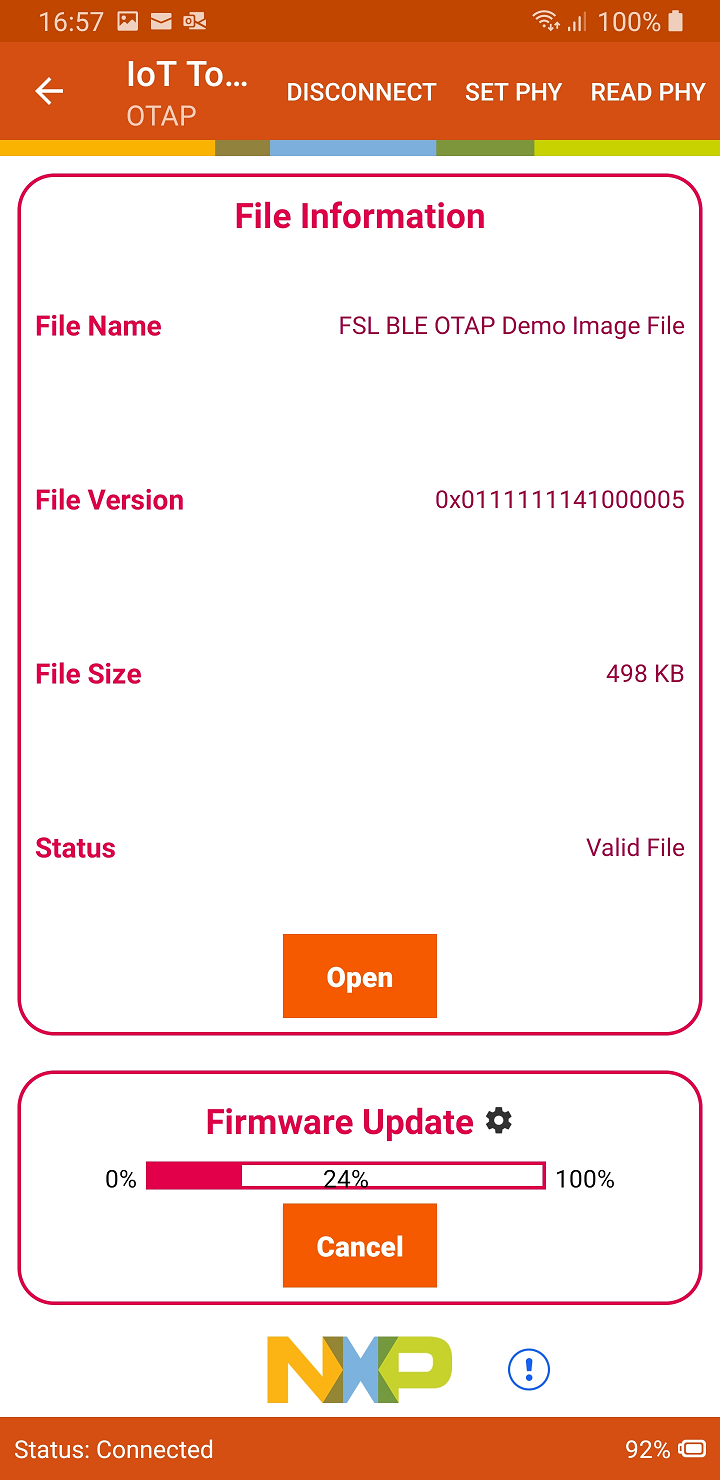 16:57 100%
IoT To... DISCONNECT SET PHY READ PHY
OTAP
File Information
File Name FSL BLE OTAP Demo Image File
File Version 0x0111111141000005
File Size 498 KB
Status Valid File
Open
Firmware Update
0% 24% 100%
Cancel
NXP
Status: Connected 92%